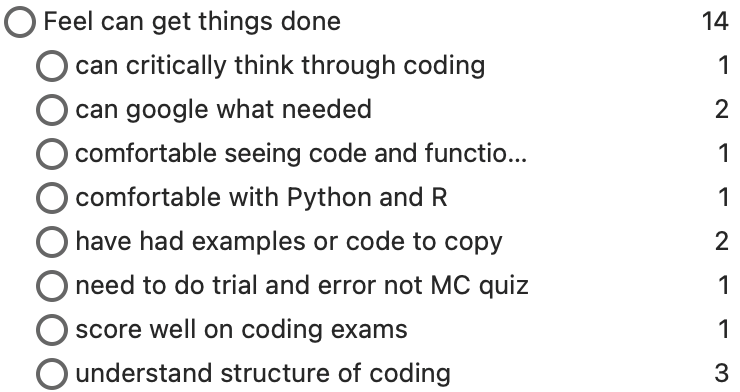 Feel can get things done 14
can critically think through coding 1
can google what needed 2
comfortable seeing code and functio... 1
comfortable with Python and R 1
have had examples or code to copy 2
need to do trial and error not MC quiz 1
score well on coding exams 1
understand structure of coding 3